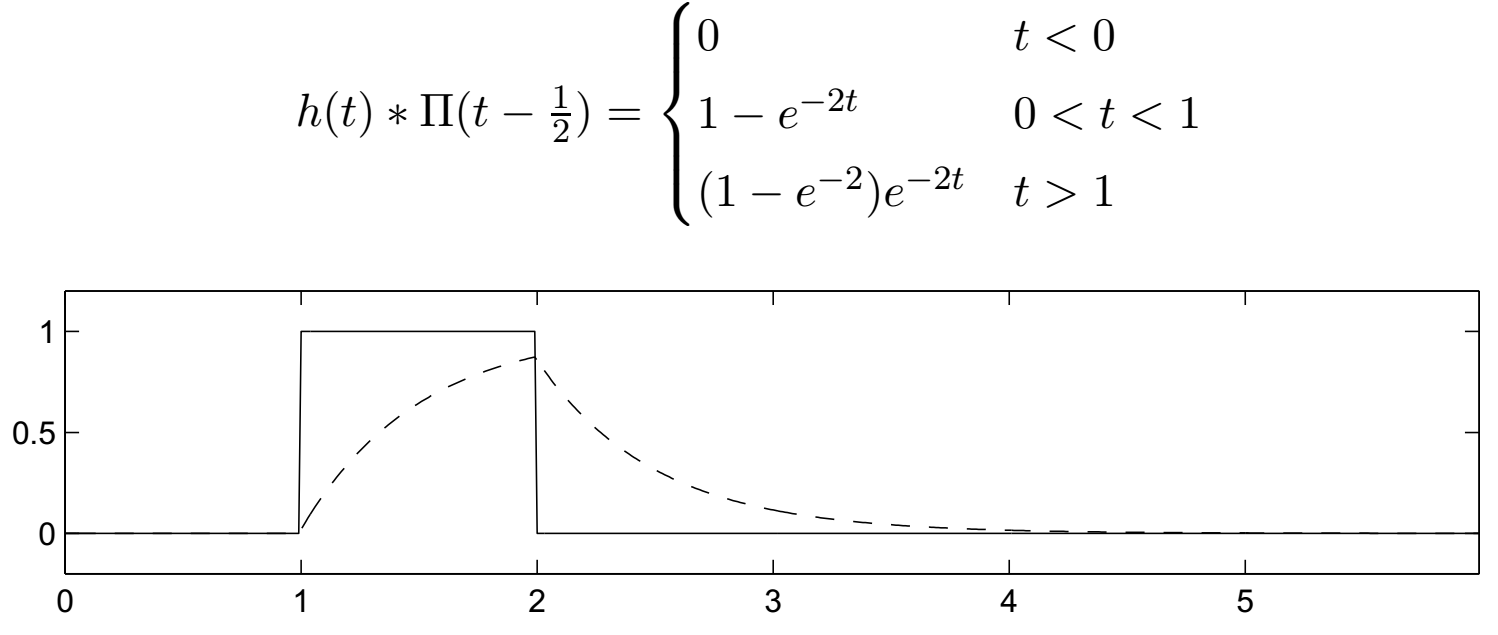 h(t) ∗ Π(t − 1/2) = { 0    t < 0
1 − e^{−2t}    0 < t < 1
(1 − e^{−2})e^{−2t}    t > 1
1
0.5
0
0 1 2 3 4 5